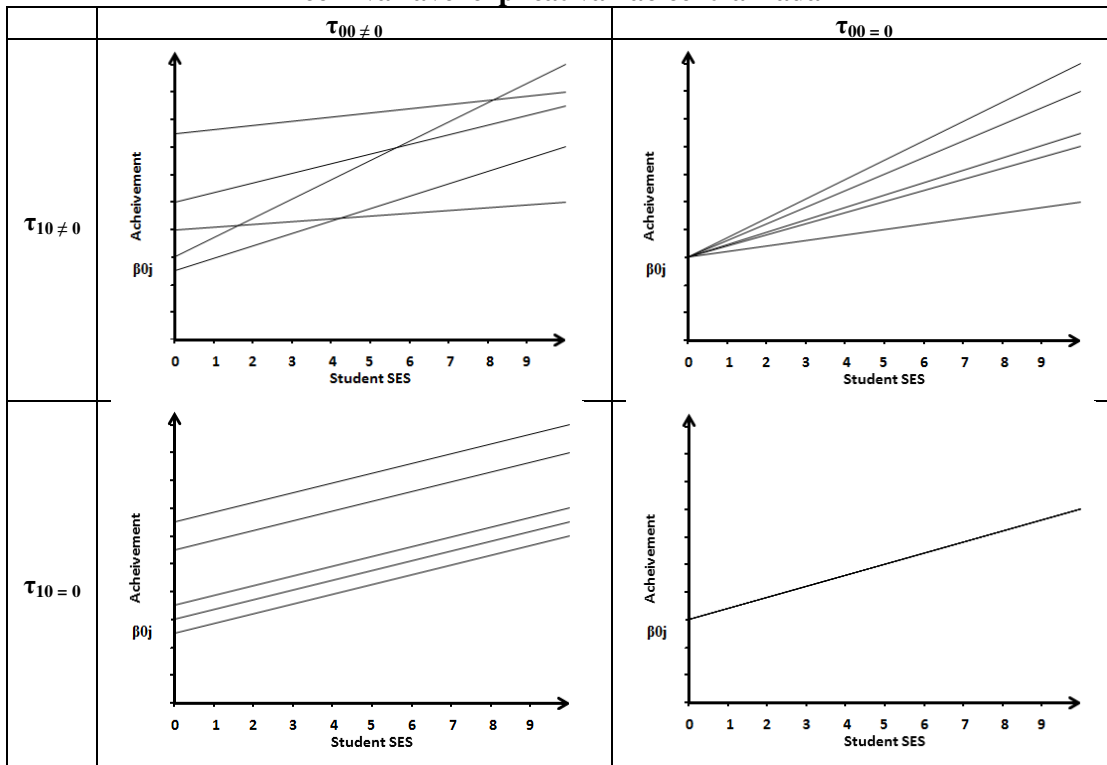 τ00 ≠ 0
τ00 = 0
τ10 ≠ 0
Acheivement
β0j
0 1 2 3 4 5 6 7 8 9
Student SES
Acheivement
β0j
0 1 2 3 4 5 6 7 8 9
Student SES
τ10 = 0
Acheivement
β0j
0 1 2 3 4 5 6 7 8 9
Student SES
Acheivement
β0j
0 1 2 3 4 5 6 7 8 9
Student SES